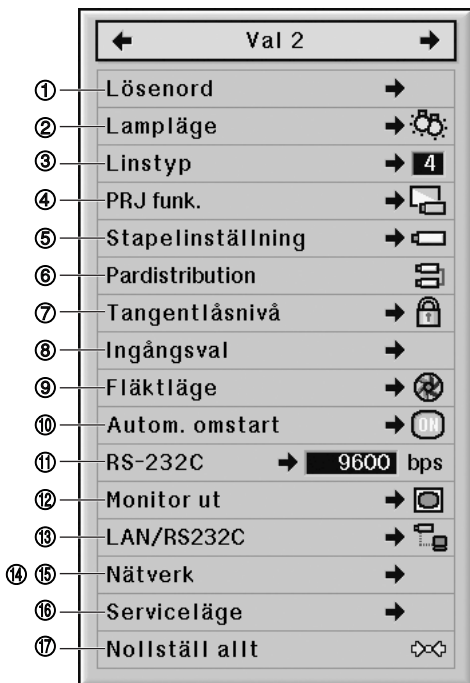 Val 2
① Lösenord
② Lampläge
③ Linstyp 4
④ PRJ funk.
⑤ Stapelinställning
⑥ Pardistribution
⑦ Tangentlåsnivå
⑧ Ingångsval
⑨ Fläktläge
⑩ Autom. omstart ON
⑪ RS-232C 9600 bps
⑫ Monitor ut
⑬ LAN/RS232C
⑭ ⑮ Nätverk
⑯ Serviceläge
⑰ Nollställ allt